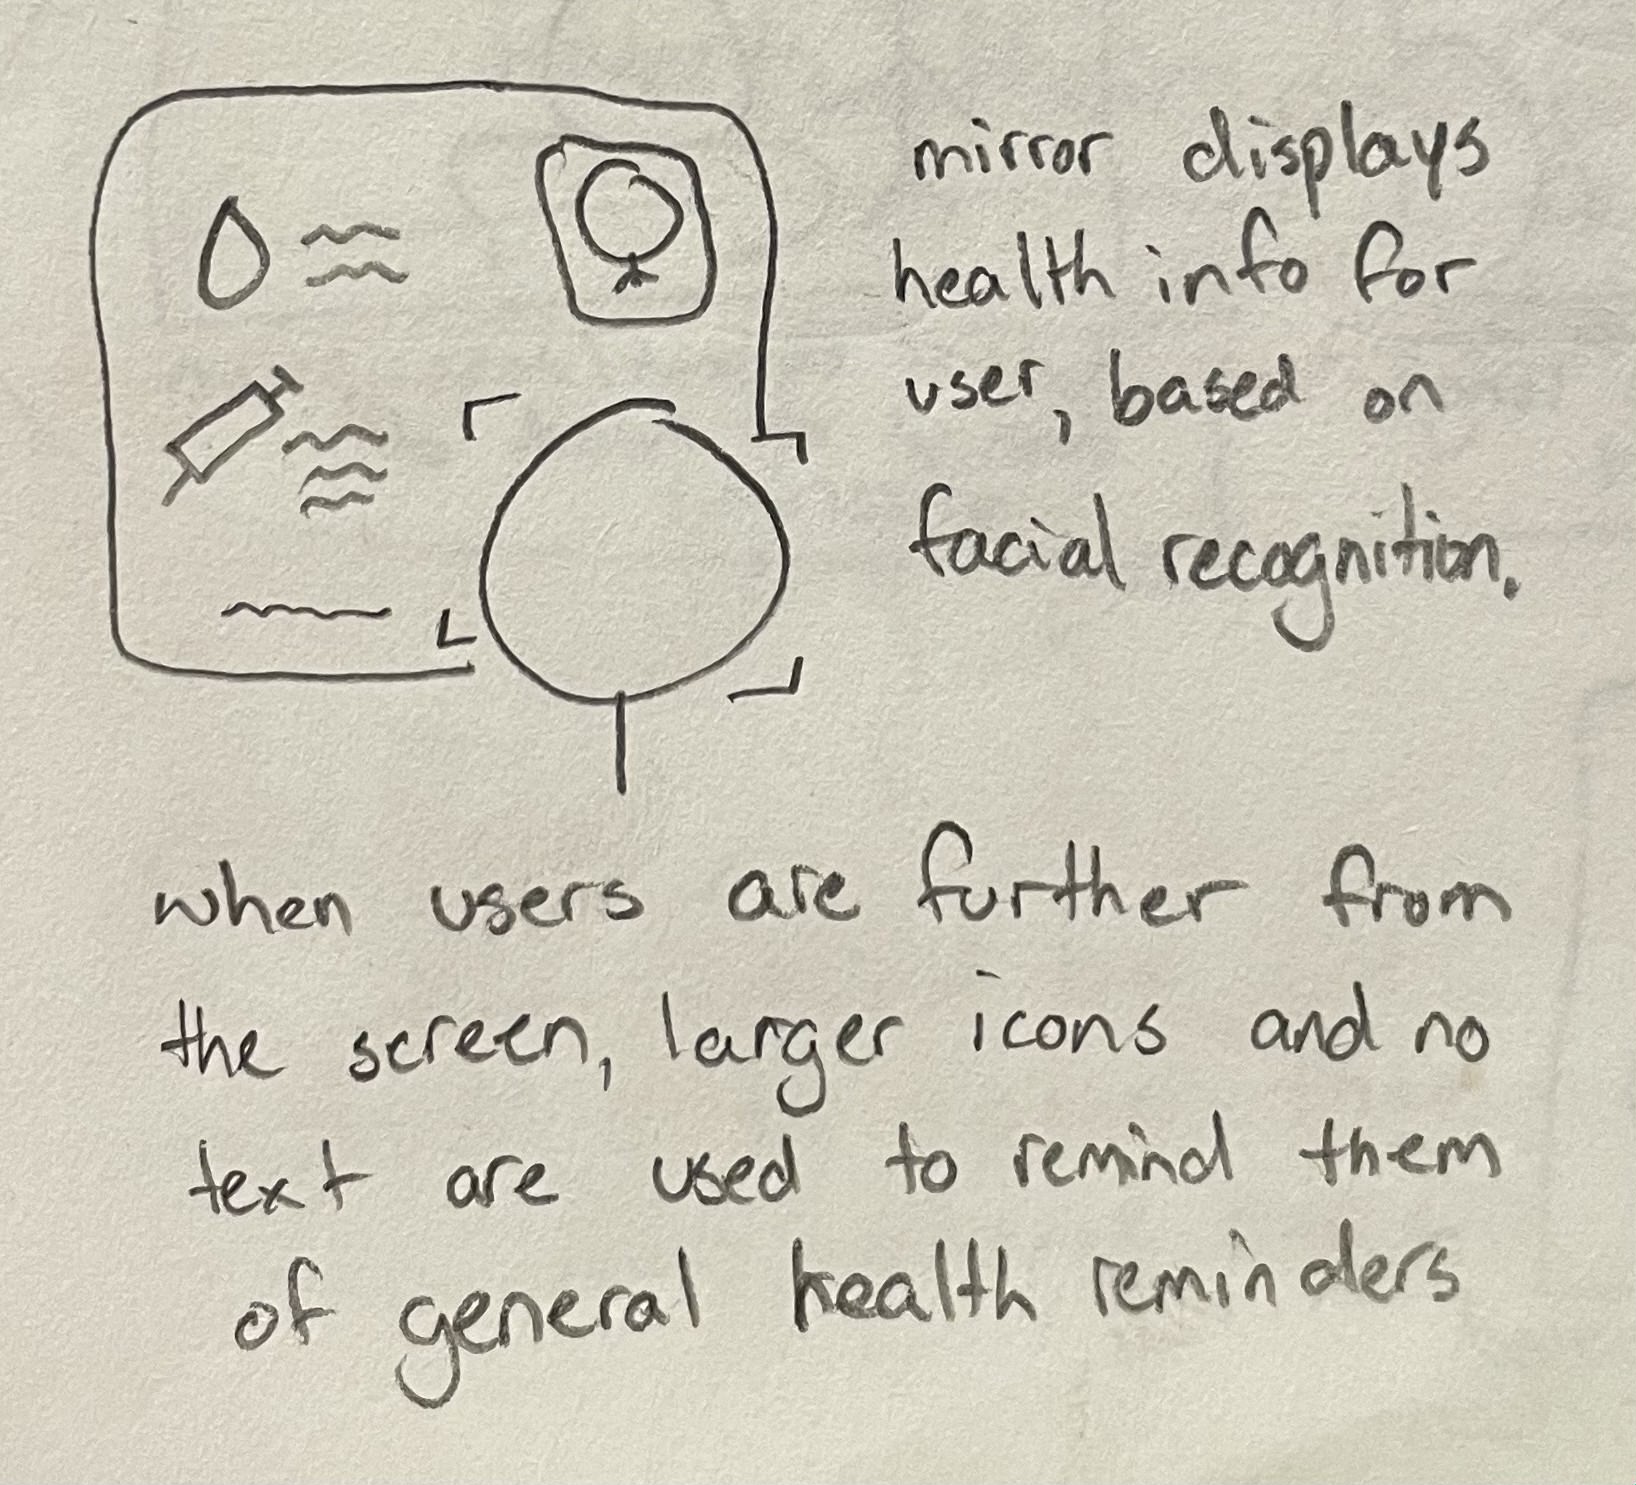 mirror displays
health info for
user, based on
facial recognition.
when users are further from
the screen, larger icons and no
text are used to remind them
of general health reminders